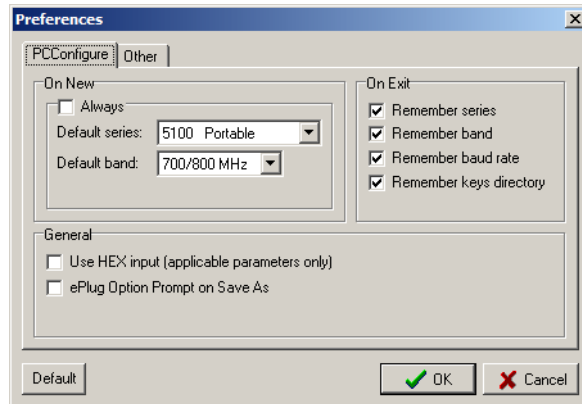 Preferences
PCConfigure Other
On New
Always
Default series: 5100 Portable
Default band: 700/800 MHz
On Exit
Remember series
Remember band
Remember baud rate
Remember keys directory
General
Use HEX input (applicable parameters only)
ePlug Option Prompt on Save As
Default OK Cancel